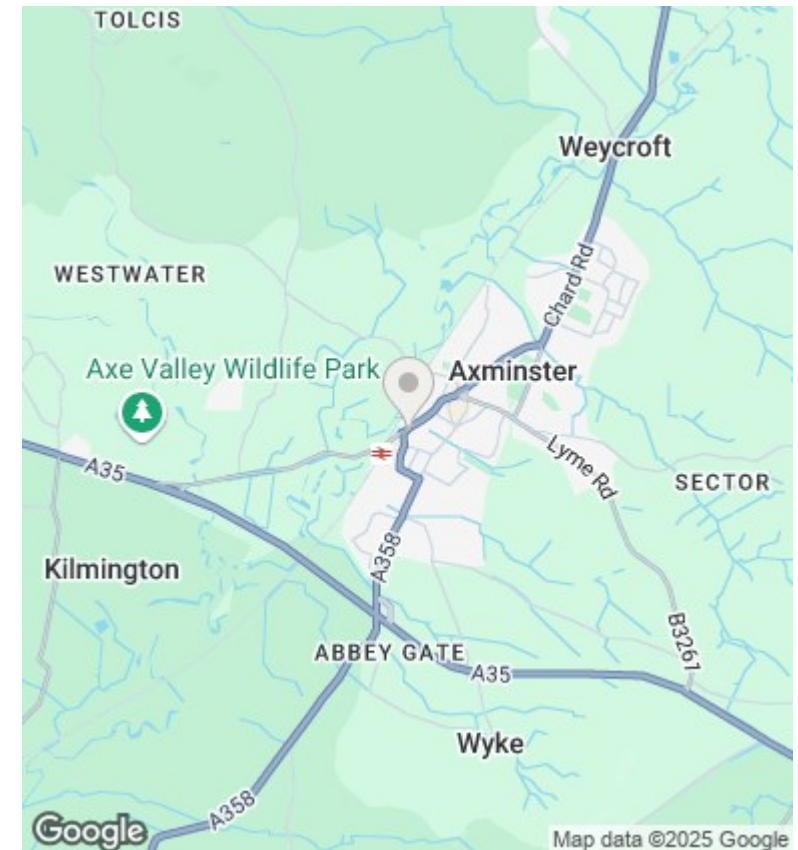 TOLCIS
Weycroft
WESTWATER
Chard Rd
Axe Valley Wildlife Park
Axminster
A35
Lyme Rd
SECTOR
Kilmington
A358
B3261
ABBEY GATE
A35
Wyke
A358
Google
Map data ©2025 Google